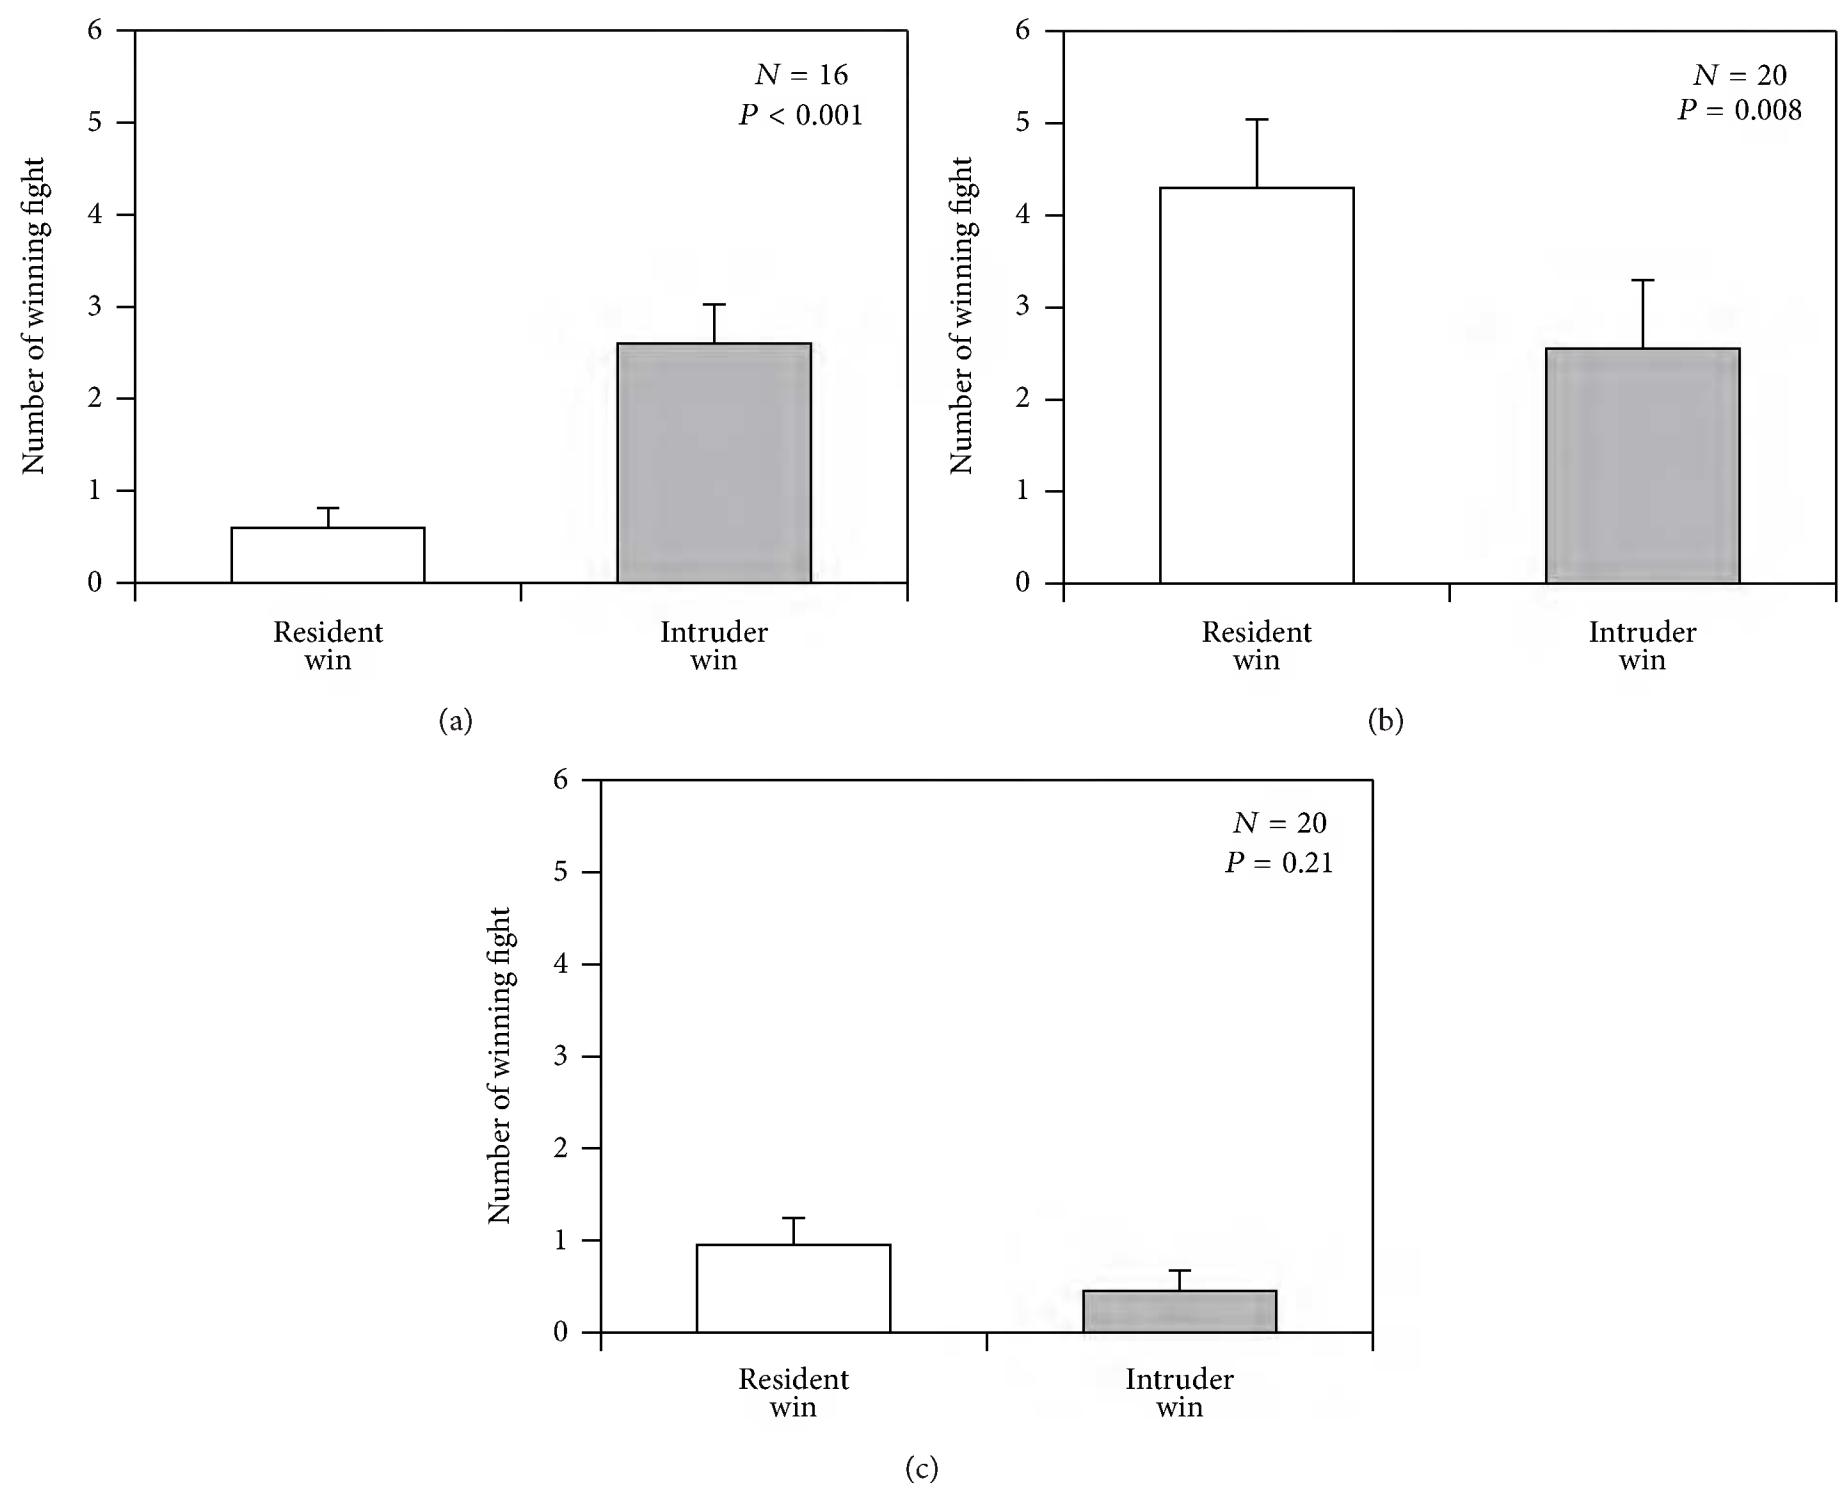 6
5
4
3
2
1
0
Number of winning fight
N = 16
P < 0.001
Resident
win
Intruder
win
(a)
6
5
4
3
2
1
0
Number of winning fight
N = 20
P = 0.008
Resident
win
Intruder
win
(b)
6
5
4
3
2
1
0
Number of winning fight
N = 20
P = 0.21
Resident
win
Intruder
win
(c)